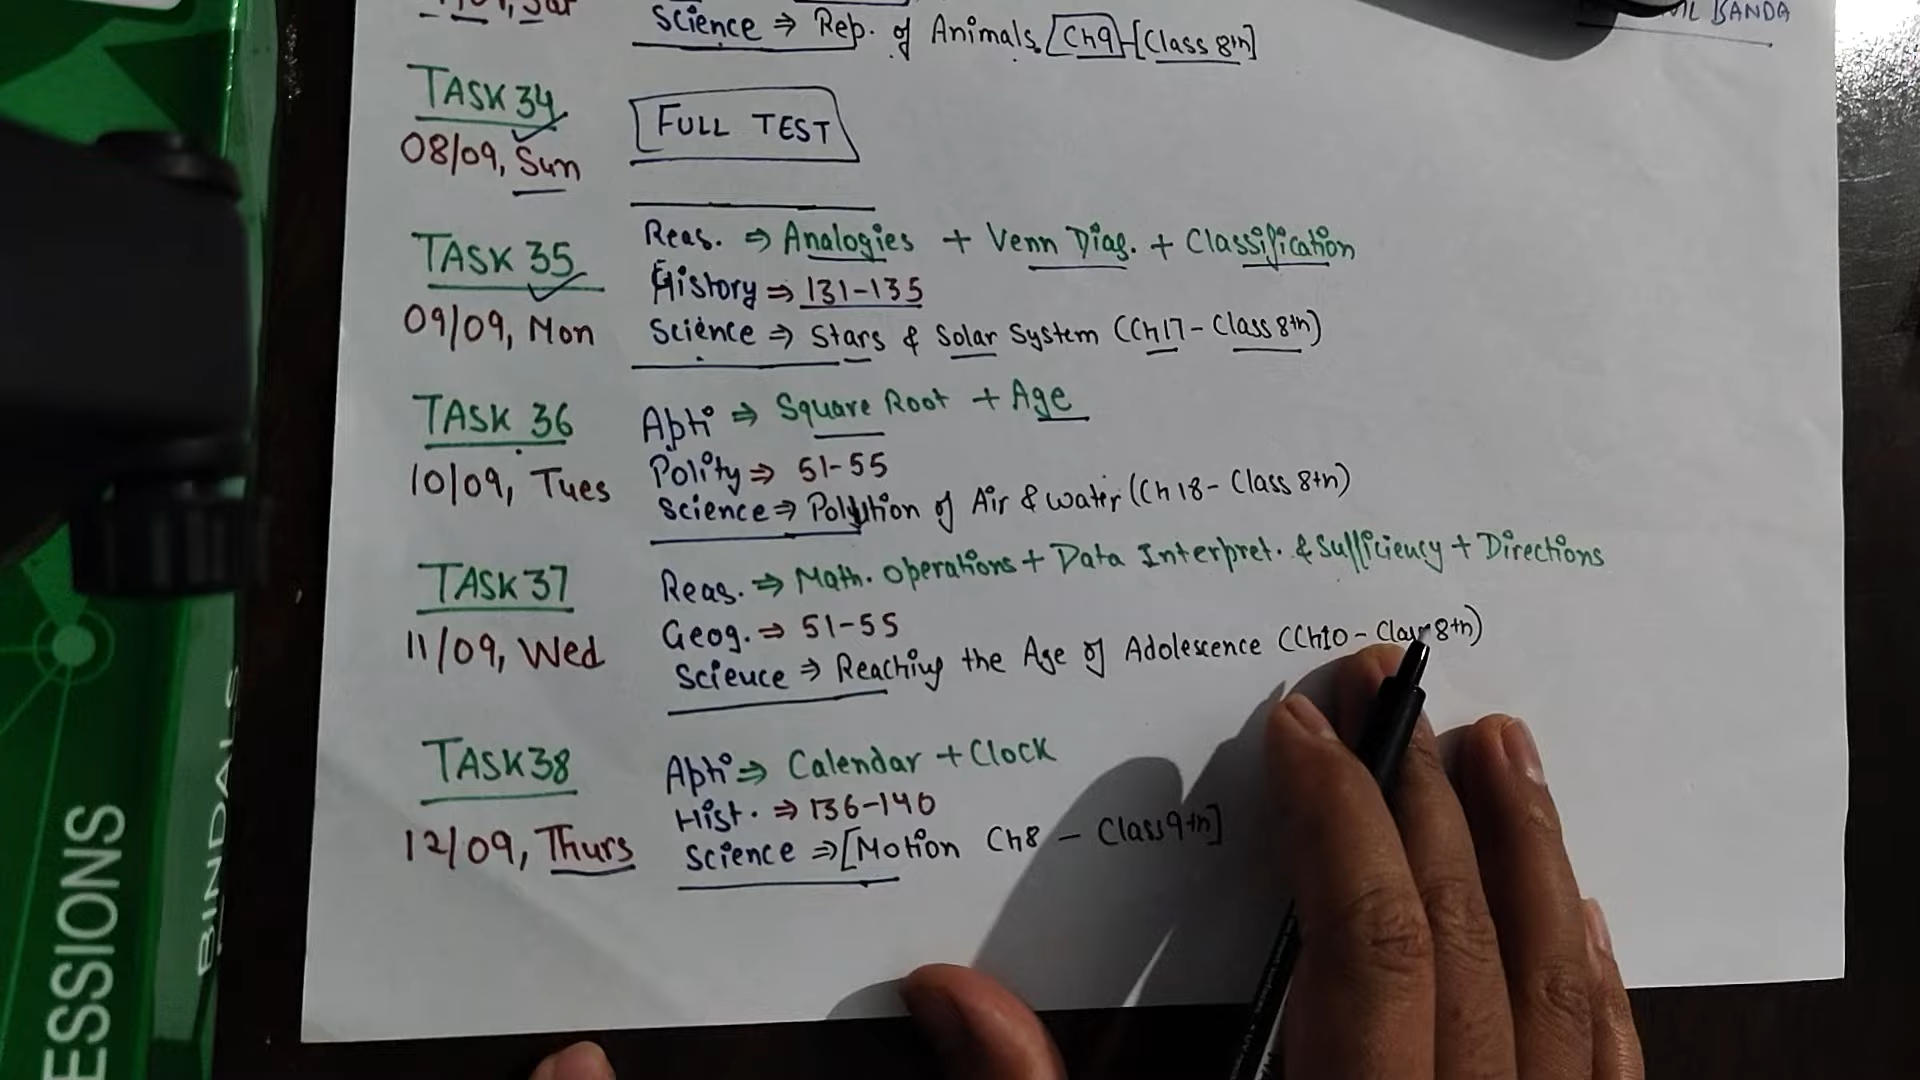 Science ⇒ Rep. of Animals. [Ch9]-[Class 8th]
BANDA
TASK 34
08/09, Sun
FULL TEST
TASK 35
09/09, Mon
Reas. ⇒ Analogies + Venn Diag. + Classification
History ⇒ 131-135
Science ⇒ Stars & Solar System (Ch17 - Class 8th)
TASK 36
10/09, Tues
Apti ⇒ Square Root + Age
Polity ⇒ 51-55
Science ⇒ Pollution of Air & water (Ch 18 - Class 8th)
TASK 37
11/09, Wed
Reas. ⇒ Math. Operations + Data Interpret. & Sufficiency + Directions
Geog. ⇒ 51-55
Science ⇒ Reaching the Age of Adolescence (Ch10 - Class 8th)
TASK 38
12/09, Thurs
Apti ⇒ Calendar + Clock
Hist. ⇒ 136-140
Science ⇒ [Motion Ch8 - Class 9th]
ESSIONS
BINDALS